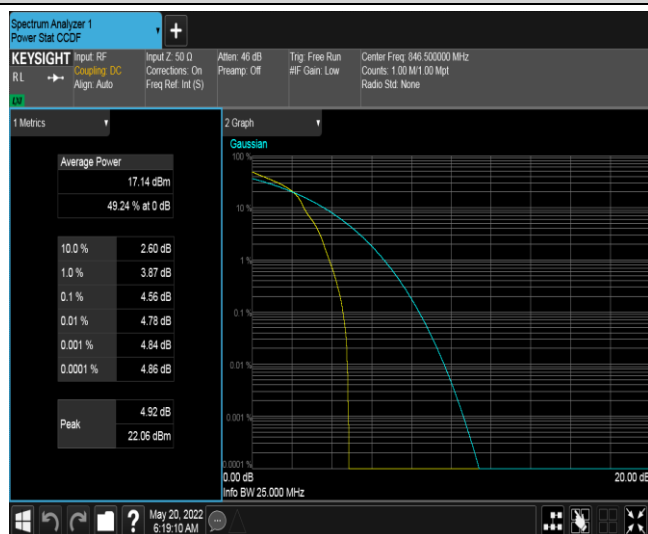 Spectrum Analyzer 1
Power Stat CCDF
+
KEYSIGHT
Input: RF
Coupling: DC
Align: Auto
RL
LXI
Input Z: 50 Ω
Corrections: On
Freq Ref: Int (S)
Atten: 46 dB
Preamp: Off
Trig: Free Run
#IF Gain: Low
Center Freq: 846.500000 MHz
Counts: 1.00 M/1.00 Mpt
Radio Std: None
1 Metrics
Average Power
17.14 dBm
49.24 % at 0 dB
10.0 % 2.60 dB
1.0 % 3.87 dB
0.1 % 4.56 dB
0.01 % 4.78 dB
0.001 % 4.84 dB
0.0001 % 4.86 dB
Peak
4.92 dB
22.06 dBm
2 Graph
Gaussian
100 %
10 %
1 %
0.1 %
0.01 %
0.001 %
0.0001 %
0.00 dB
20.00 dB
Info BW 25.000 MHz
?
May 20, 2022
6:19:10 AM